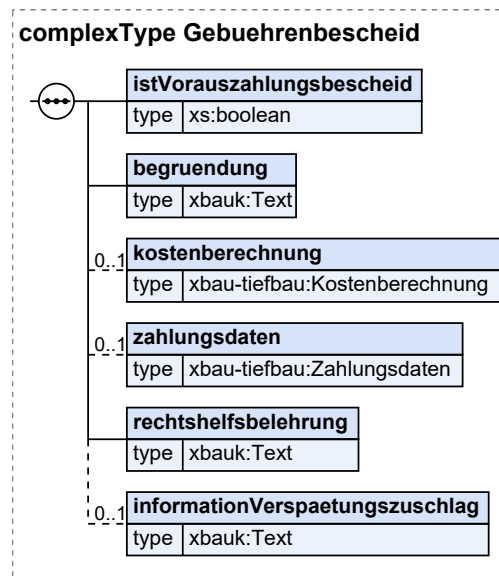 complexType Gebuehrenbescheid
istVorauszahlungsbescheid
type xs:boolean
begruendung
type xbauk:Text
0..1 kostenberechnung
type xbau-tiefbau:Kostenberechnung
0..1 zahlungsdaten
type xbau-tiefbau:Zahlungsdaten
rechtshelfsbelehrung
type xbauk:Text
0..1 informationVerspaetungszuschlag
type xbauk:Text